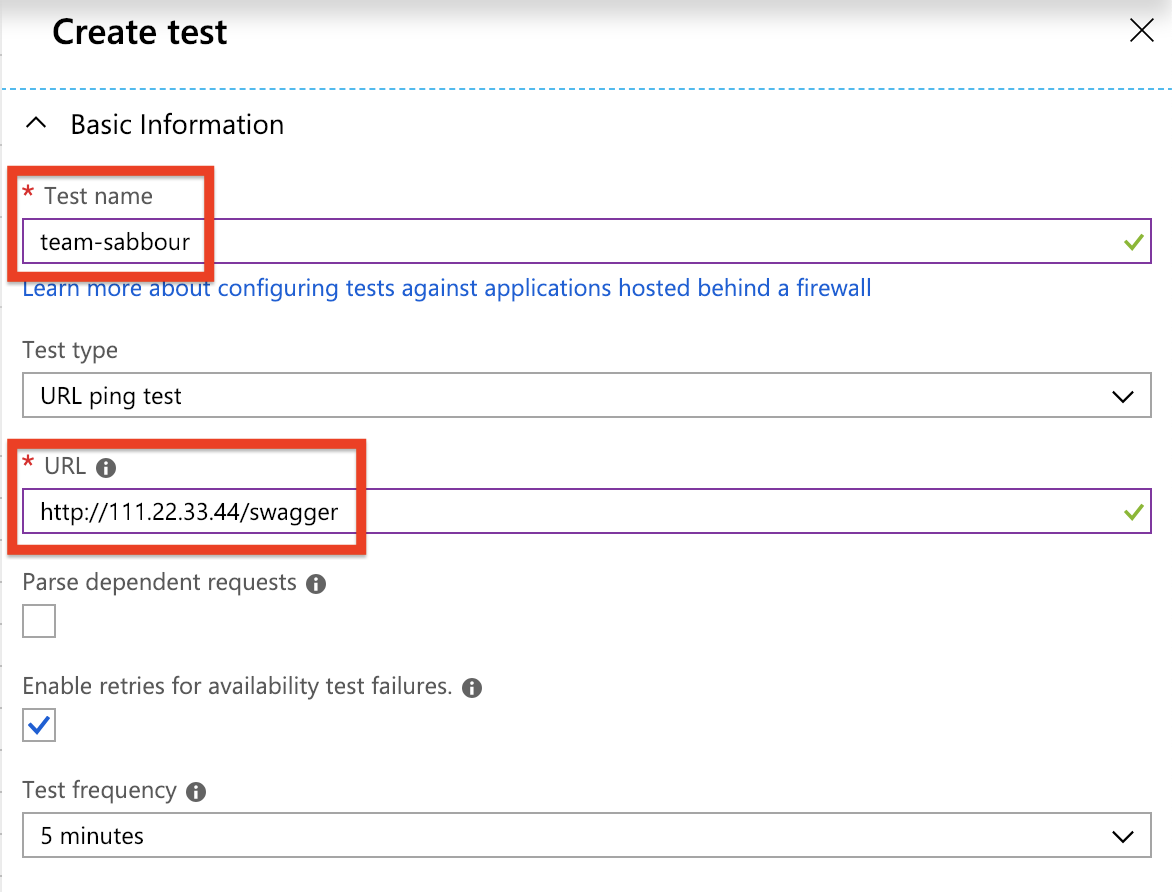 Create test
Basic Information
* Test name
team-sabbour
Learn more about configuring tests against applications hosted behind a firewall
Test type
URL ping test
* URL
http://111.22.33.44/swagger
Parse dependent requests
Enable retries for availability test failures.
Test frequency
5 minutes